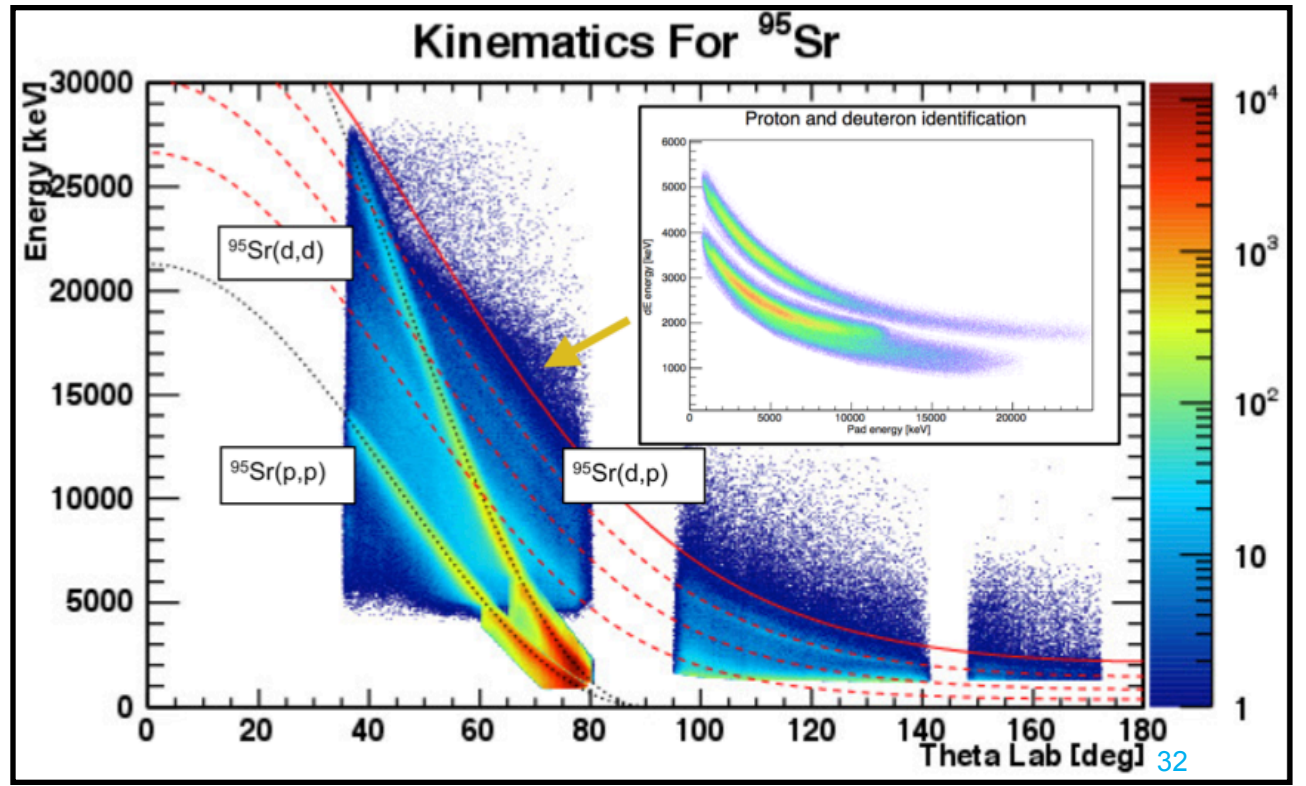 Kinematics For ⁹⁵Sr
Energy [keV]
30000
25000
20000
15000
10000
5000
0
⁹⁵Sr(d,d)
⁹⁵Sr(p,p)
⁹⁵Sr(d,p)
Proton and deuteron identification
dE energy [keV]
6000
5000
4000
3000
2000
1000
0 5000 10000 15000 20000
Pad energy [keV]
10⁴
10³
10²
10
1
0 20 40 60 80 100 120 140 160 180
Theta Lab [deg]
32